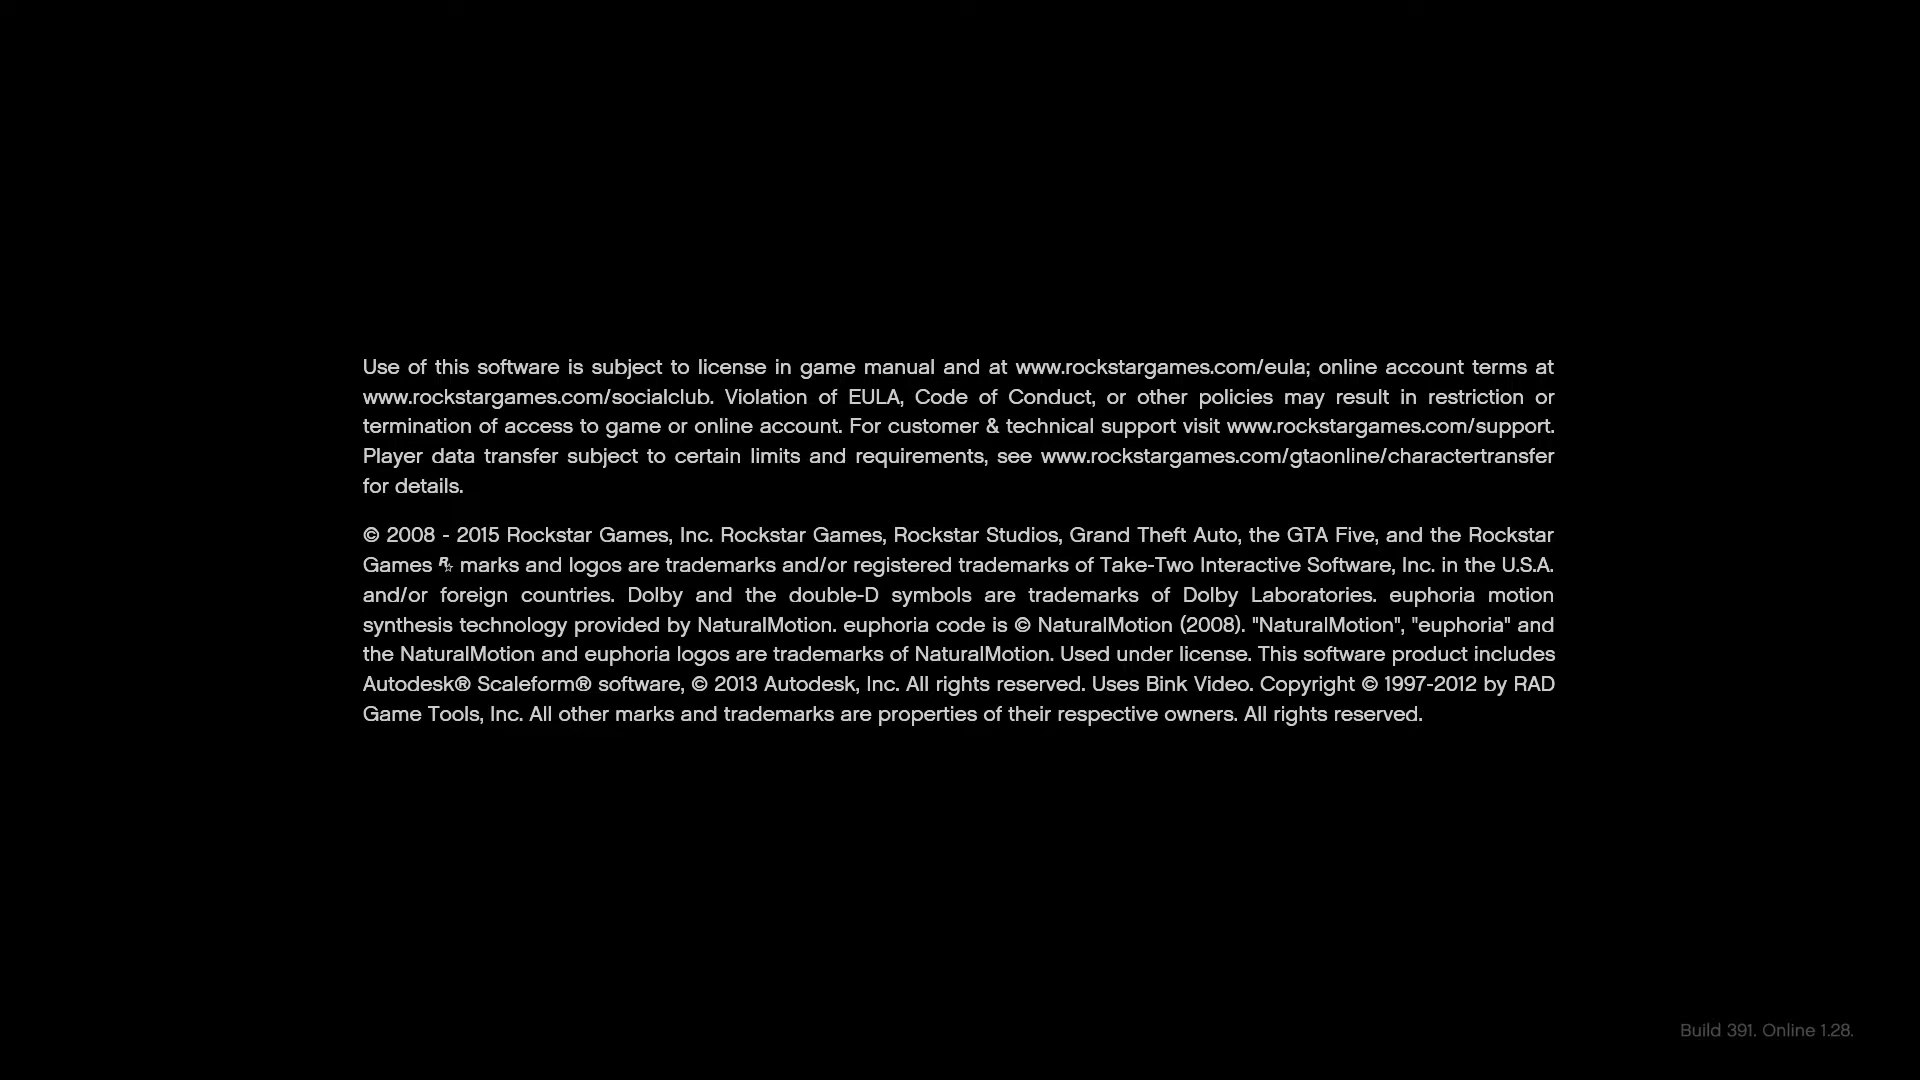 Use of this software is subject to license in game manual and at www.rockstargames.com/eula; online account terms at
www.rockstargames.com/socialclub. Violation of EULA, Code of Conduct, or other policies may result in restriction or
termination of access to game or online account. For customer & technical support visit www.rockstargames.com/support.
Player data transfer subject to certain limits and requirements, see www.rockstargames.com/gtaonline/charactertransfer
for details.
© 2008 - 2015 Rockstar Games, Inc. Rockstar Games, Rockstar Studios, Grand Theft Auto, the GTA Five, and the Rockstar
Games R☆ marks and logos are trademarks and/or registered trademarks of Take-Two Interactive Software, Inc. in the U.S.A.
and/or foreign countries. Dolby and the double-D symbols are trademarks of Dolby Laboratories. euphoria motion
synthesis technology provided by NaturalMotion. euphoria code is © NaturalMotion (2008). "NaturalMotion", "euphoria" and
the NaturalMotion and euphoria logos are trademarks of NaturalMotion. Used under license. This software product includes
Autodesk® Scaleform® software, © 2013 Autodesk, Inc. All rights reserved. Uses Bink Video. Copyright © 1997-2012 by RAD
Game Tools, Inc. All other marks and trademarks are properties of their respective owners. All rights reserved.
Build 391. Online 1.28.